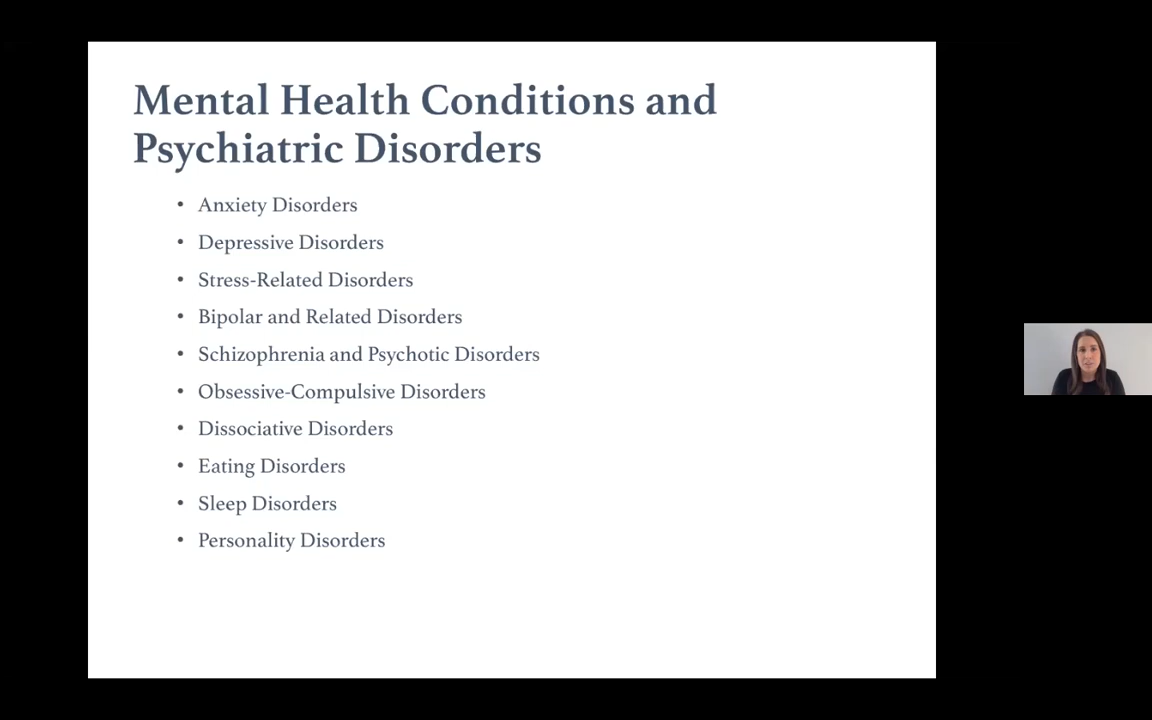 Mental Health Conditions and
Psychiatric Disorders
• Anxiety Disorders
• Depressive Disorders
• Stress-Related Disorders
• Bipolar and Related Disorders
• Schizophrenia and Psychotic Disorders
• Obsessive-Compulsive Disorders
• Dissociative Disorders
• Eating Disorders
• Sleep Disorders
• Personality Disorders